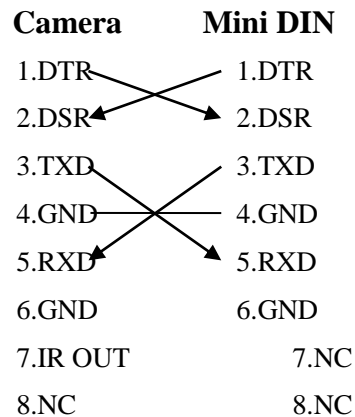 Camera Mini DIN
1.DTR 1.DTR
2.DSR 2.DSR
3.TXD 3.TXD
4.GND 4.GND
5.RXD 5.RXD
6.GND 6.GND
7.IR OUT 7.NC
8.NC 8.NC